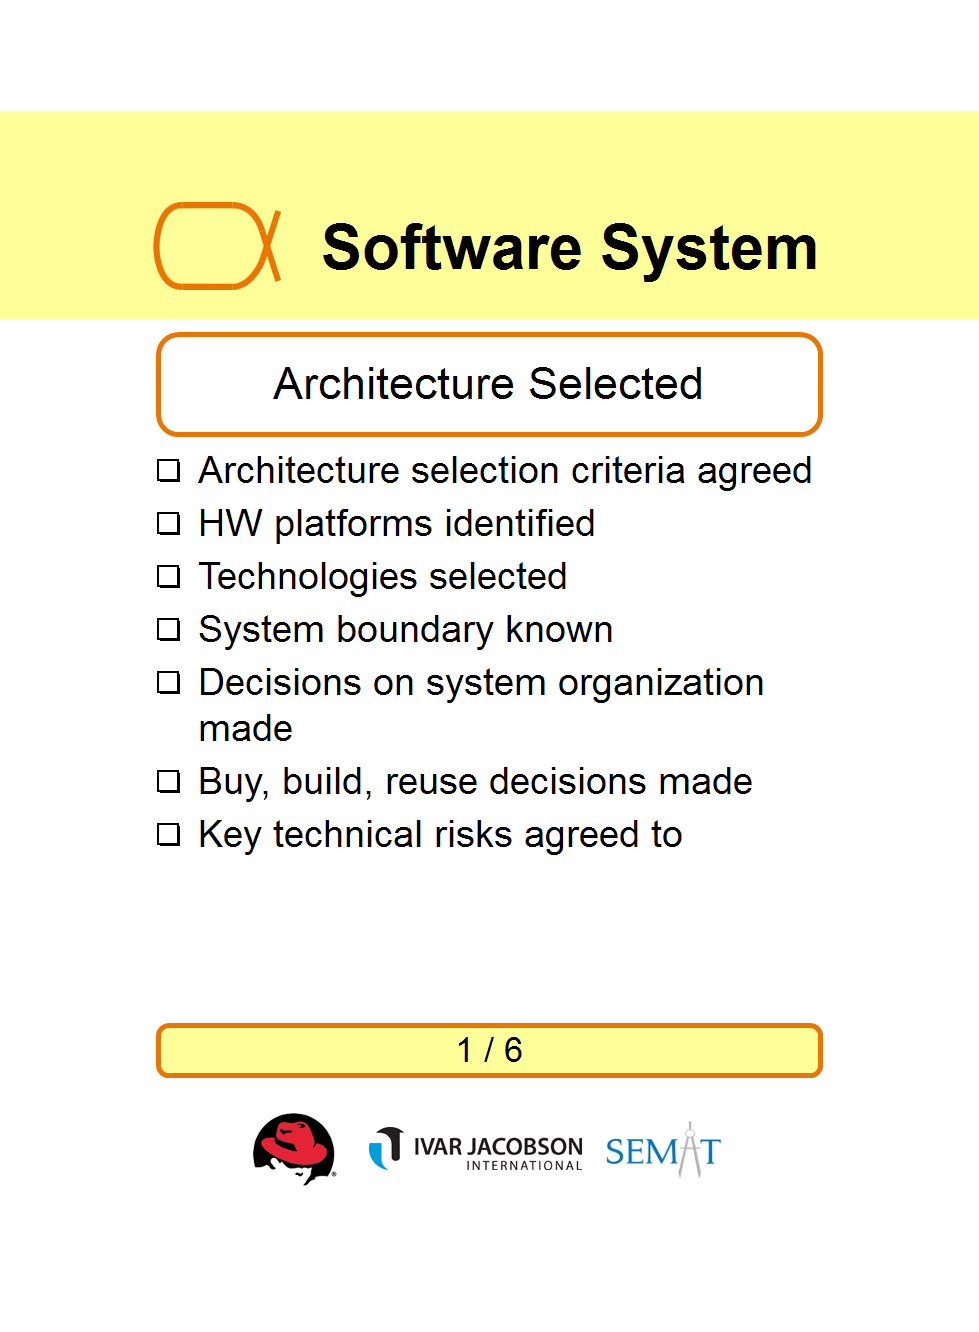 Software System
Architecture Selected
Architecture selection criteria agreed
HW platforms identified
Technologies selected
System boundary known
Decisions on system organization
made
Buy, build, reuse decisions made
Key technical risks agreed to
1 / 6
IVAR JACOBSON
INTERNATIONAL
SEMAT